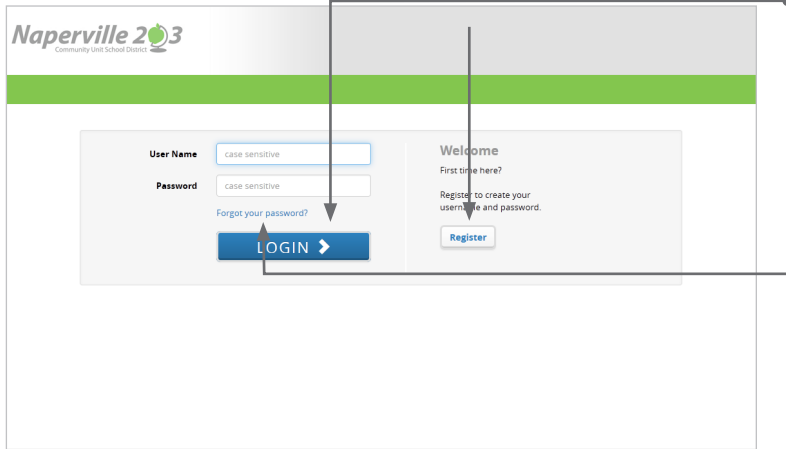 Naperville 203
Community Unit School District
User Name
case sensitive
Password
case sensitive
Forgot your password?
LOGIN
Welcome
First time here?
Register to create your
username and password.
Register